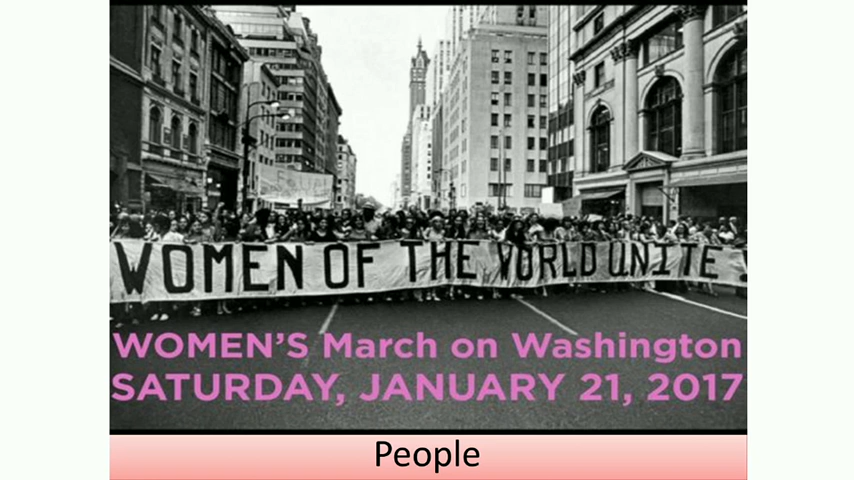 WOMEN OF THE WORLD UNITE!
WOMEN'S March on Washington
SATURDAY, JANUARY 21, 2017
People